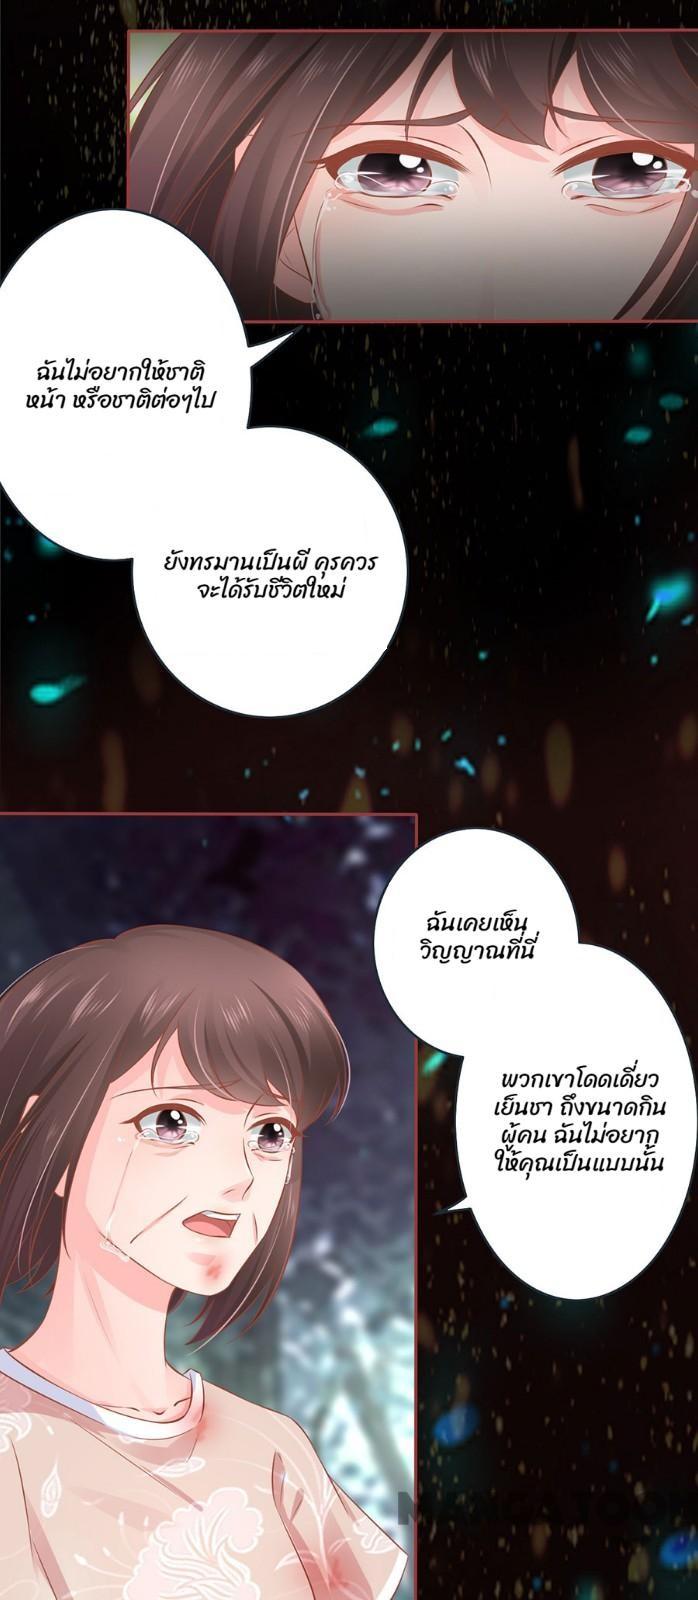 ฉันไม่อยากให้ชาติ
หน้า หรือชาติต่อๆไป
ยังทรมานเป็นผี คุรควร
จะได้รับชีวิตใหม่
ฉันเคยเห็น
วิญญาณที่นี่
พวกเขาโดดเดี่ยว
เย็นชา ถึงขนาดกิน
ผู้คน ฉันไม่อยาก
ให้คุณเป็นแบบนั้น
MANGA TOON